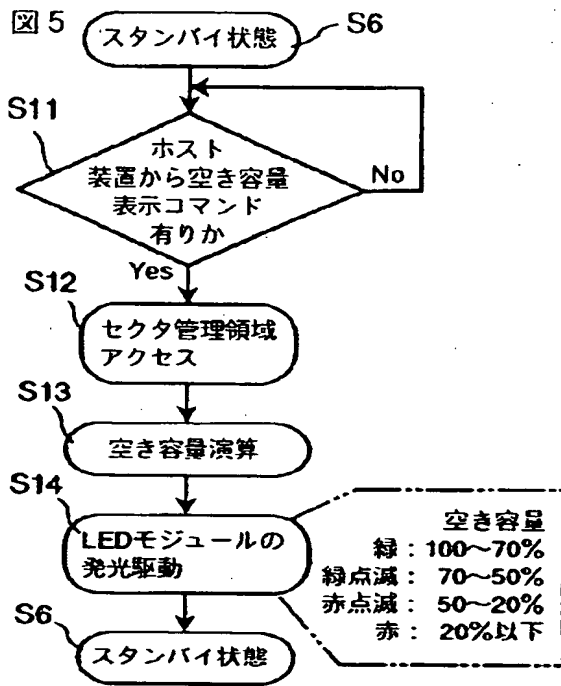 図5
スタンバイ状態
S6
S11
ホスト
装置から空き容量
表示コマンド
有りか
No
Yes
S12
セクタ管理領域
アクセス
S13
空き容量演算
S14
LEDモジュールの
発光駆動
空き容量
緑：100〜70%
緑点滅： 70〜50%
赤点滅： 50〜20%
赤： 20%以下
S6
スタンバイ状態